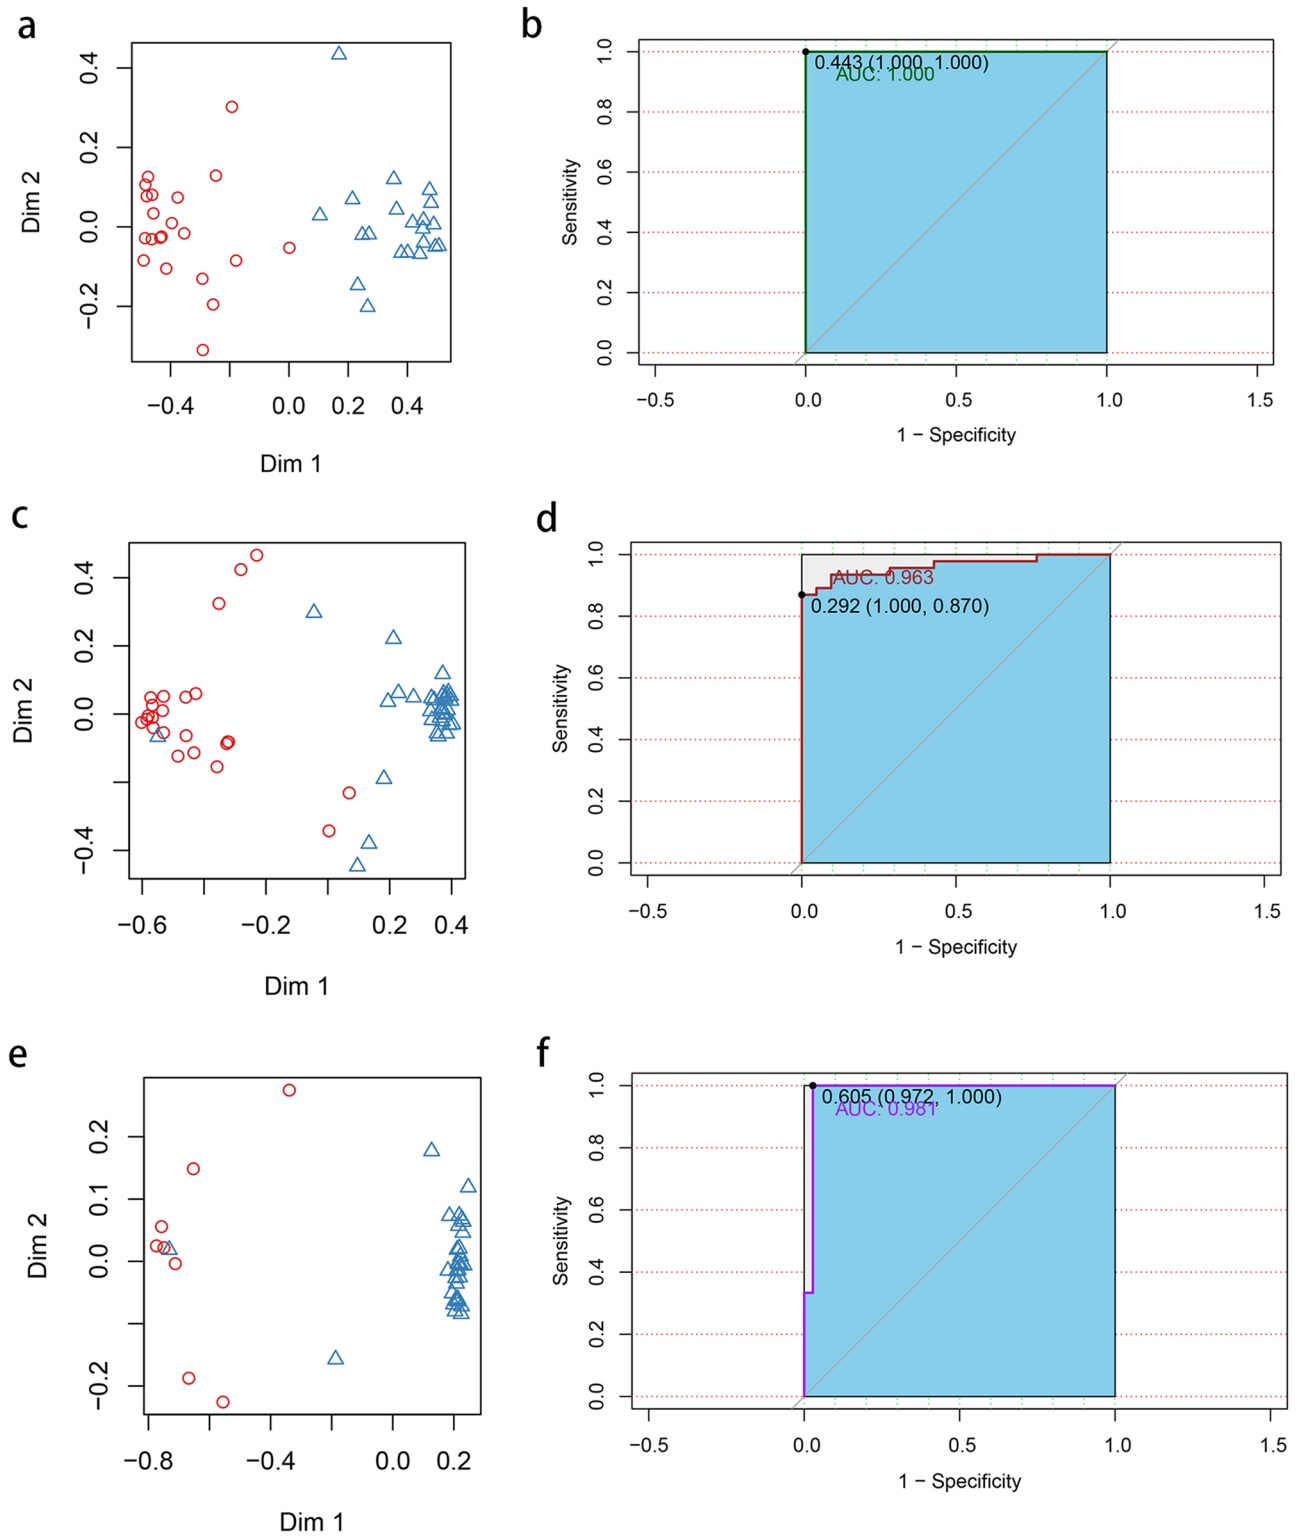 a
0.4
0.2
0.0
−0.2
Dim 2
−0.4 0.0 0.2 0.4
Dim 1
b
1.0
0.8
0.6
0.4
0.2
0.0
Sensitivity
0.443 (1.000, 1.000)
AUC: 1.000
−0.5 0.0 0.5 1.0 1.5
1 − Specificity
c
0.4
0.2
0.0
−0.4
Dim 2
−0.6 −0.2 0.2 0.4
Dim 1
d
1.0
0.8
0.6
0.4
0.2
0.0
Sensitivity
AUC: 0.963
0.292 (1.000, 0.870)
−0.5 0.0 0.5 1.0 1.5
1 − Specificity
e
0.2
0.1
0.0
−0.2
Dim 2
−0.8 −0.4 0.0 0.2
Dim 1
f
1.0
0.8
0.6
0.4
0.2
0.0
Sensitivity
0.605 (0.972, 1.000)
AUC: 0.981
−0.5 0.0 0.5 1.0 1.5
1 − Specificity